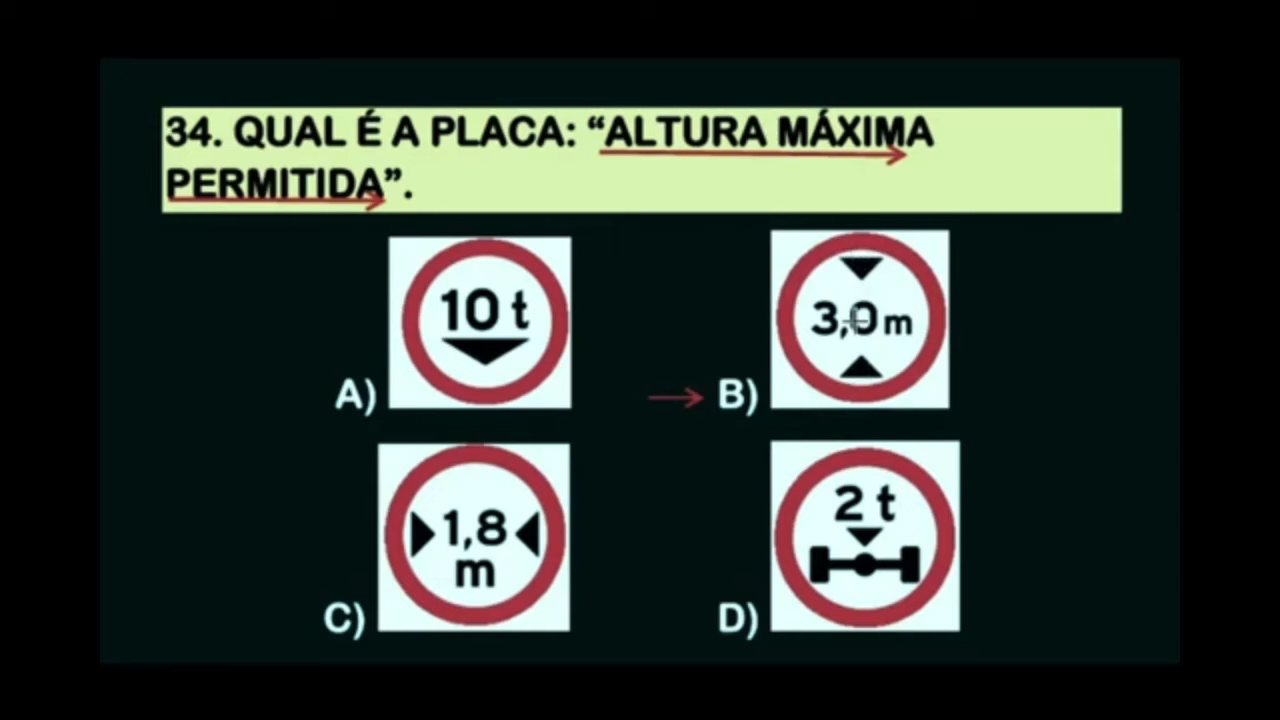 34. QUAL É A PLACA: “ALTURA MÁXIMA
PERMITIDA”.
10 t
3,0 m
A)
B)
1,8
m
2 t
C)
D)